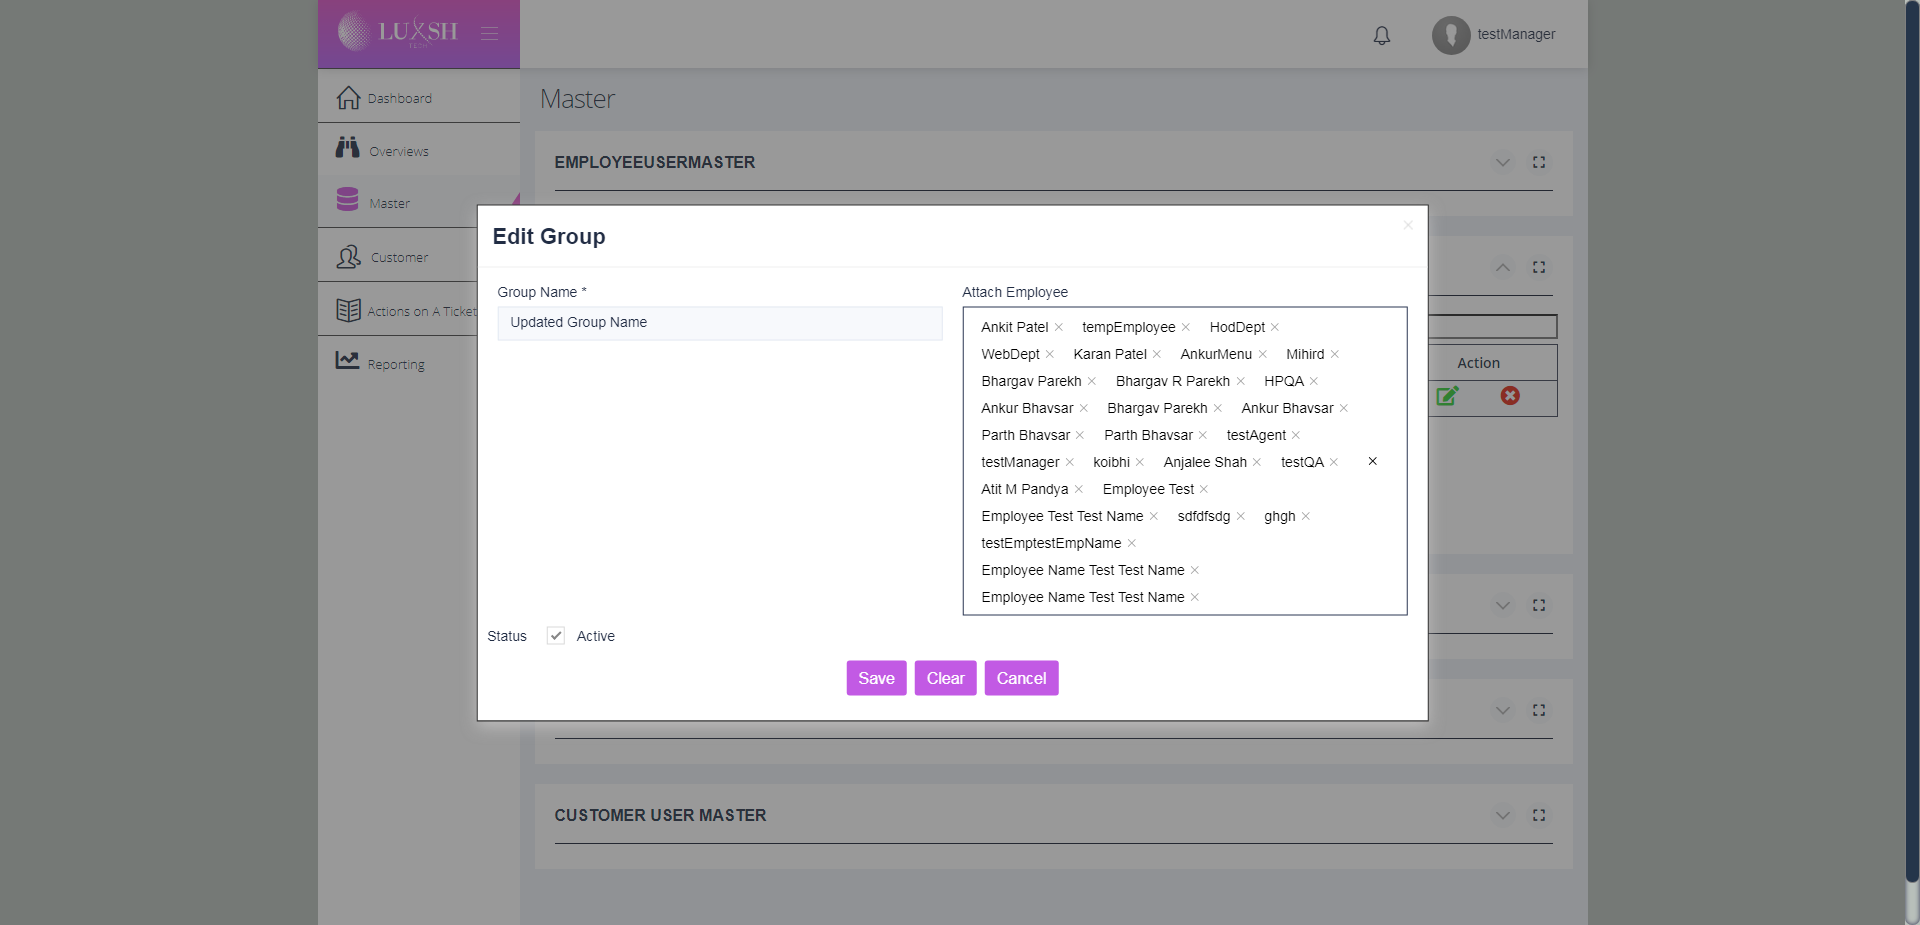 LUXSH
testManager
Dashboard
Overviews
Master
Customer
Actions on A Ticket
Reporting
Master
EMPLOYEEUSERMASTER
Edit Group
Group Name *
Updated Group Name
Attach Employee
Ankit Patel × tempEmployee × HodDept ×
WebDept × Karan Patel × AnkurMenu × Mihird ×
Bhargav Parekh × Bhargav R Parekh × HPQA ×
Ankur Bhavsar × Bhargav Parekh × Ankur Bhavsar ×
Parth Bhavsar × Parth Bhavsar × testAgent ×
testManager × koibhi × Anjalee Shah × testQA ×
Atit M Pandya × Employee Test ×
Employee Test Test Name × sdfdfsdg × ghgh ×
testEmptestEmpName ×
Employee Name Test Test Name ×
Employee Name Test Test Name ×
Status Active
Save Clear Cancel
Action
CUSTOMER USER MASTER